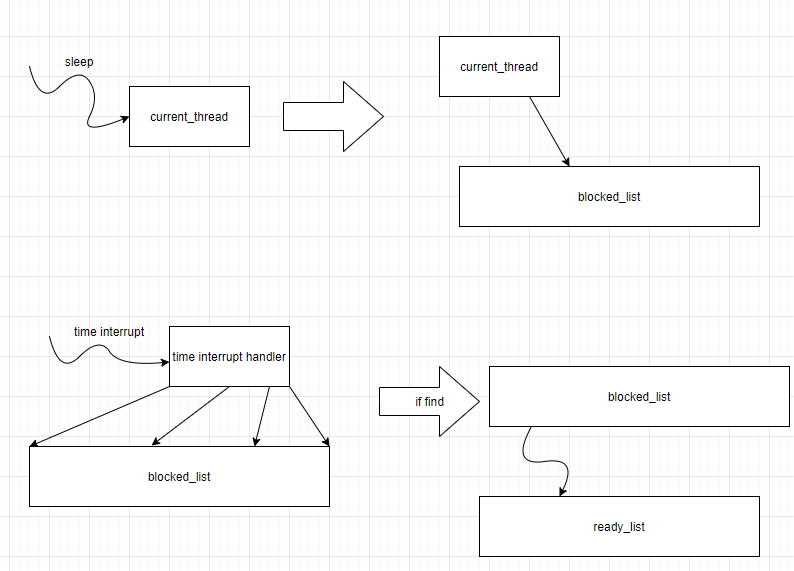 sleep
current_thread
current_thread
blocked_list
time interrupt
time interrupt handler
blocked_list
if find
blocked_list
ready_list